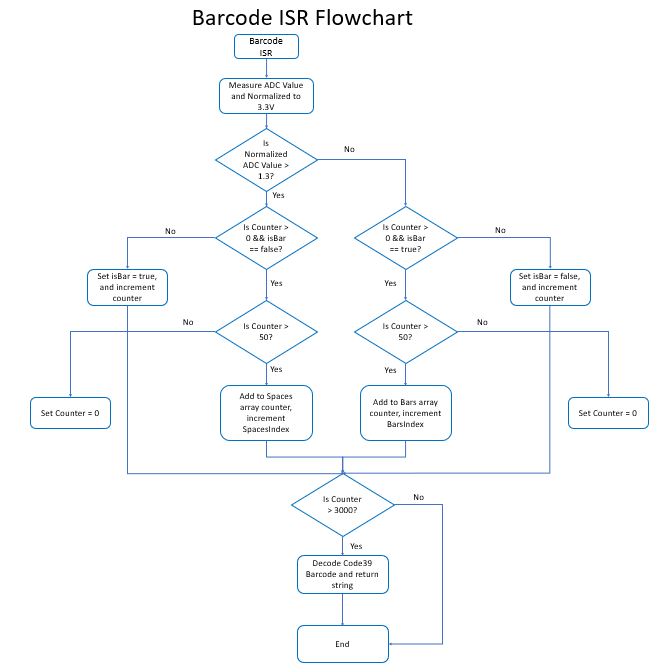 Barcode ISR Flowchart
Barcode
ISR
Measure ADC Value
and Normalized to
3.3V
Is
Normalized
ADC Value >
1.3?
No
Yes
Is Counter >
0 && isBar
== false?
No
Yes
Is Counter >
0 && isBar
== true?
No
Yes
Set isBar = true,
and increment
counter
Set isBar = false,
and increment
counter
Is Counter >
50?
No
Yes
Is Counter >
50?
No
Yes
Set Counter = 0
Add to Spaces
array counter,
increment
SpacesIndex
Add to Bars array
counter, increment
BarsIndex
Set Counter = 0
Is Counter
> 3000?
No
Yes
Decode Code39
Barcode and return
string
End